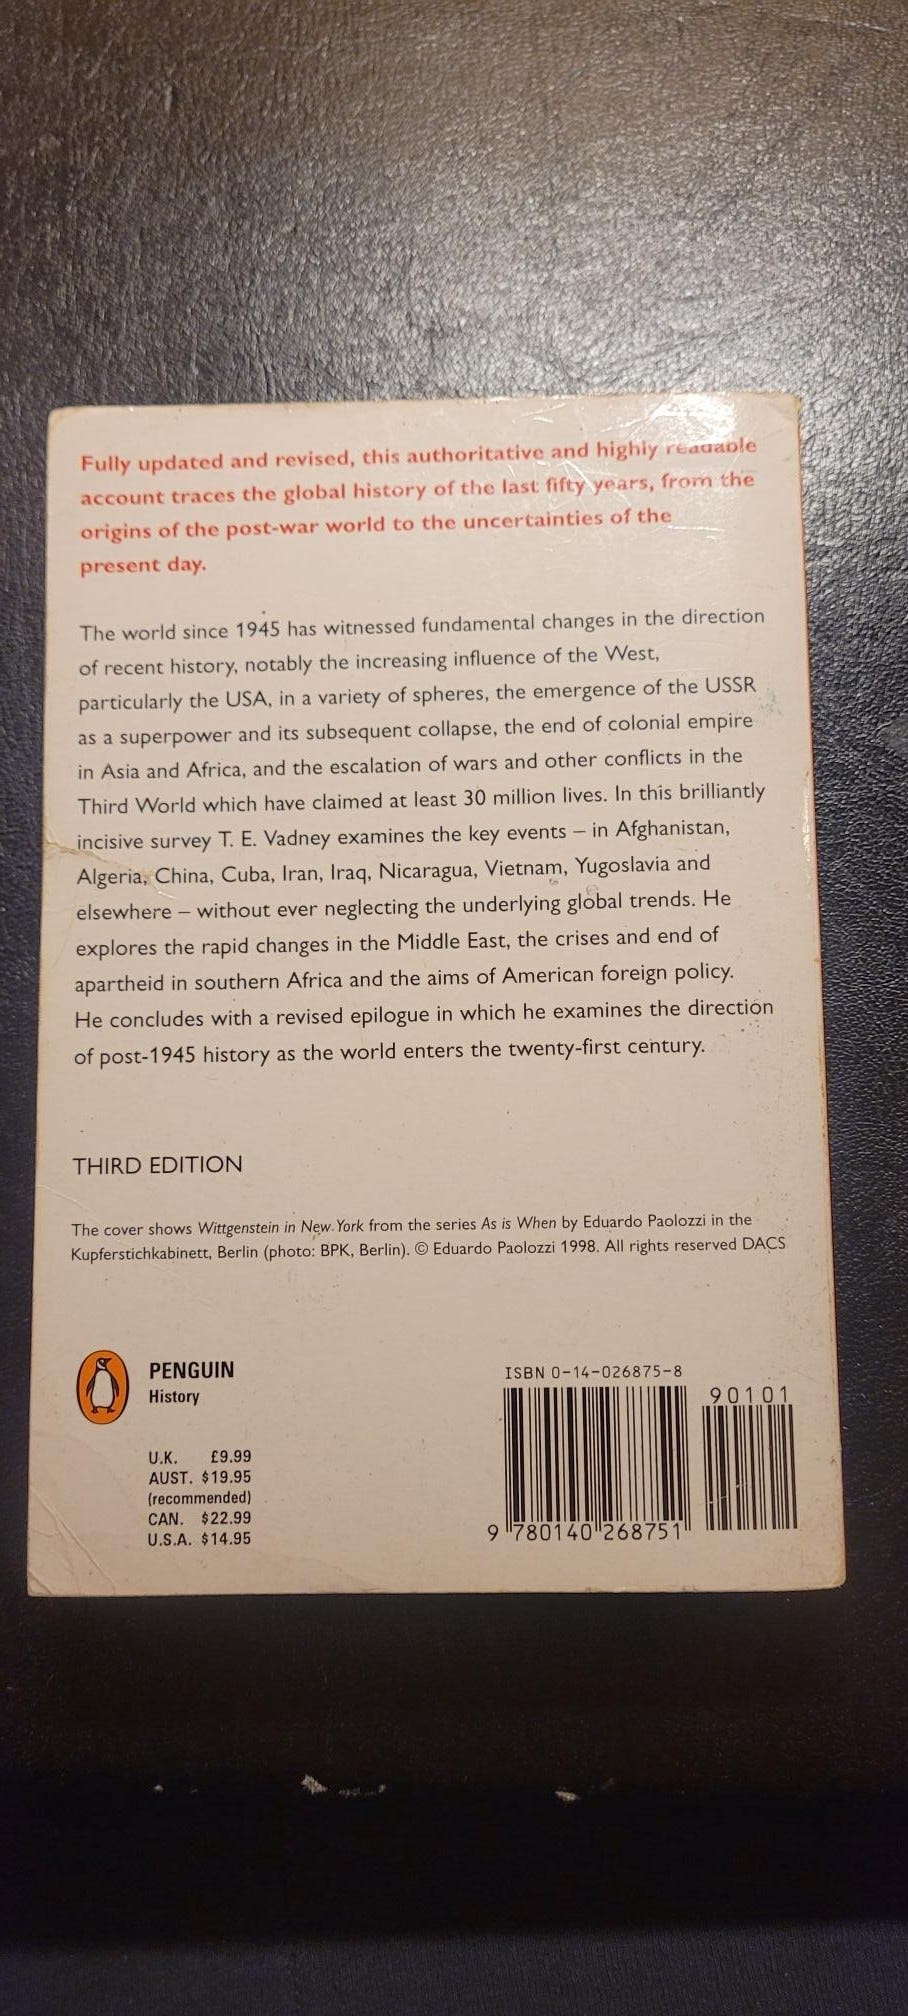 Fully updated and revised, this authoritative and highly readable
account traces the global history of the last fifty years, from the
origins of the post-war world to the uncertainties of the
present day.
The world since 1945 has witnessed fundamental changes in the direction
of recent history, notably the increasing influence of the West,
particularly the USA, in a variety of spheres, the emergence of the USSR
as a superpower and its subsequent collapse, the end of colonial empire
in Asia and Africa, and the escalation of wars and other conflicts in the
Third World which have claimed at least 30 million lives. In this brilliantly
incisive survey T. E. Vadney examines the key events – in Afghanistan,
Algeria, China, Cuba, Iran, Iraq, Nicaragua, Vietnam, Yugoslavia and
elsewhere – without ever neglecting the underlying global trends. He
explores the rapid changes in the Middle East, the crises and end of
apartheid in southern Africa and the aims of American foreign policy.
He concludes with a revised epilogue in which he examines the direction
of post-1945 history as the world enters the twenty-first century.
THIRD EDITION
The cover shows Wittgenstein in New York from the series As is When by Eduardo Paolozzi in the
Kupferstichkabinett, Berlin (photo: BPK, Berlin). © Eduardo Paolozzi 1998. All rights reserved DACS
PENGUIN
History
U.K. £9.99
AUST. $19.95
(recommended)
CAN. $22.99
U.S.A. $14.95
ISBN 0-14-026875-8
90101
9 780140 268751